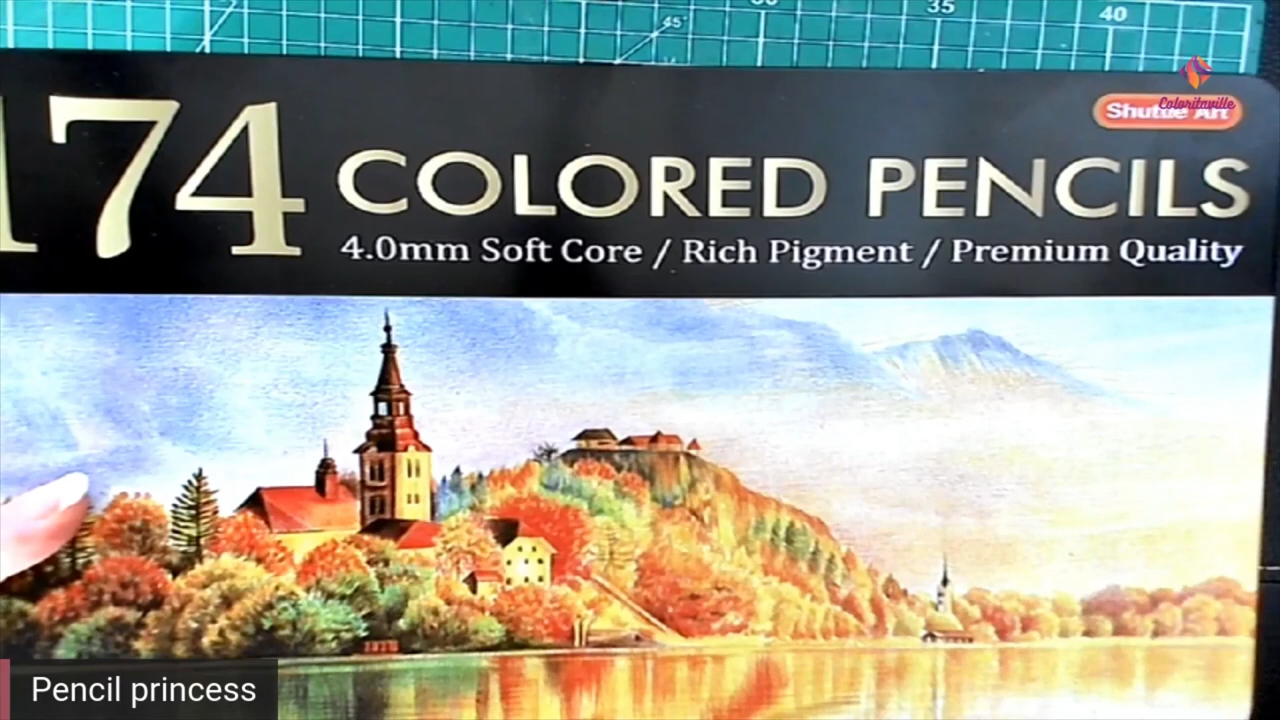 45°
35
40
Coloritaville
Shuttle Art
174 COLORED PENCILS
4.0mm Soft Core / Rich Pigment / Premium Quality
Pencil princess